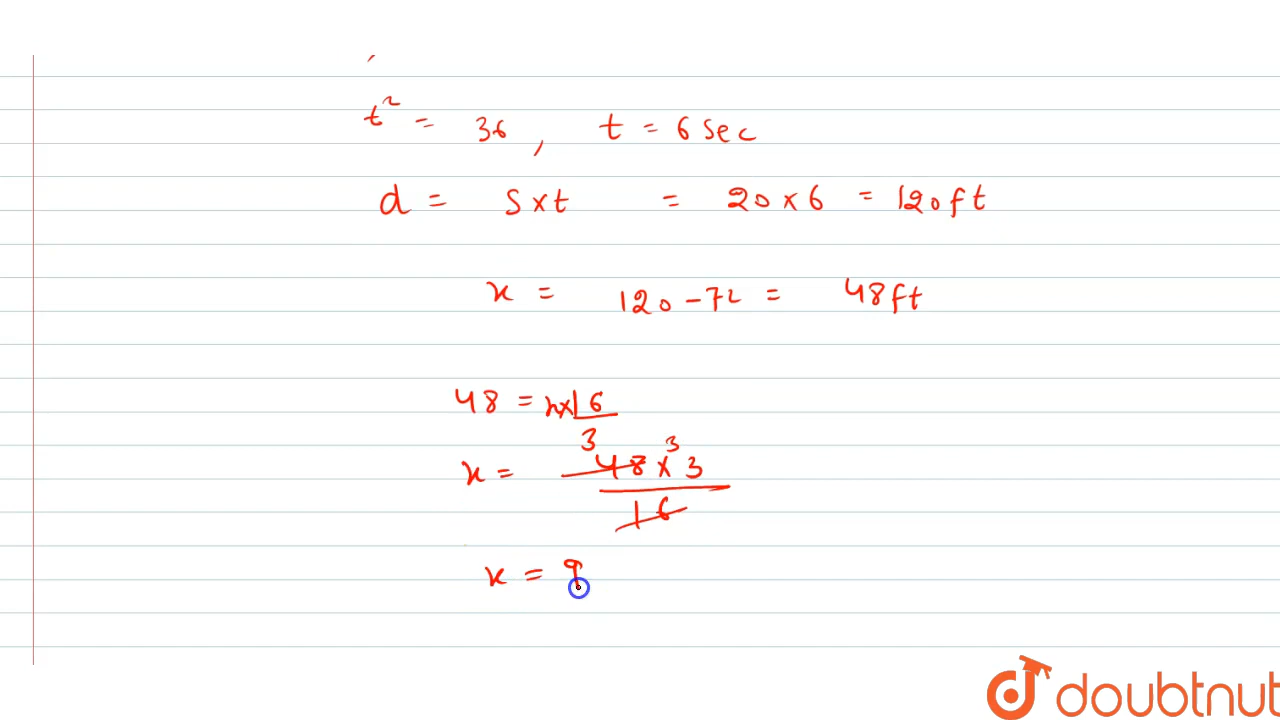 t² = 36 , t = 6 sec
d = s x t = 20 x 6 = 120 ft
x = 120 - 72 = 48 ft
48 = x x 16
3
x = 48 x 3 3
16
x = 9
doubtnut